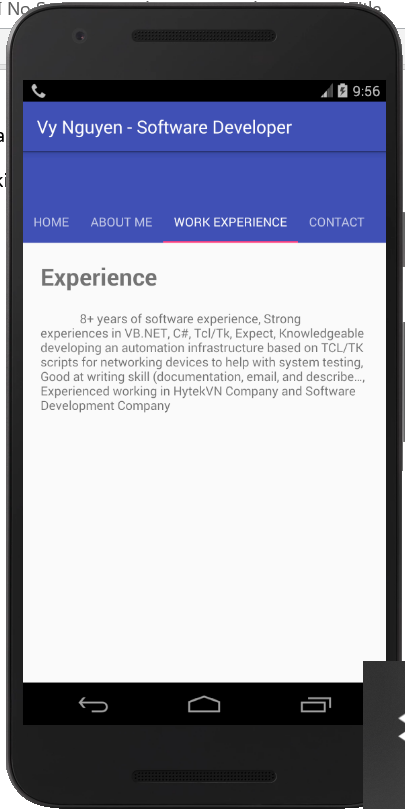 9:56
Vy Nguyen - Software Developer
HOME ABOUT ME WORK EXPERIENCE CONTACT
Experience
8+ years of software experience, Strong
experiences in VB.NET, C#, Tcl/Tk, Expect, Knowledgeable
developing an automation infrastructure based on TCL/TK
scripts for networking devices to help with system testing,
Good at writing skill (documentation, email, and describe...,
Experienced working in HytekVN Company and Software
Development Company